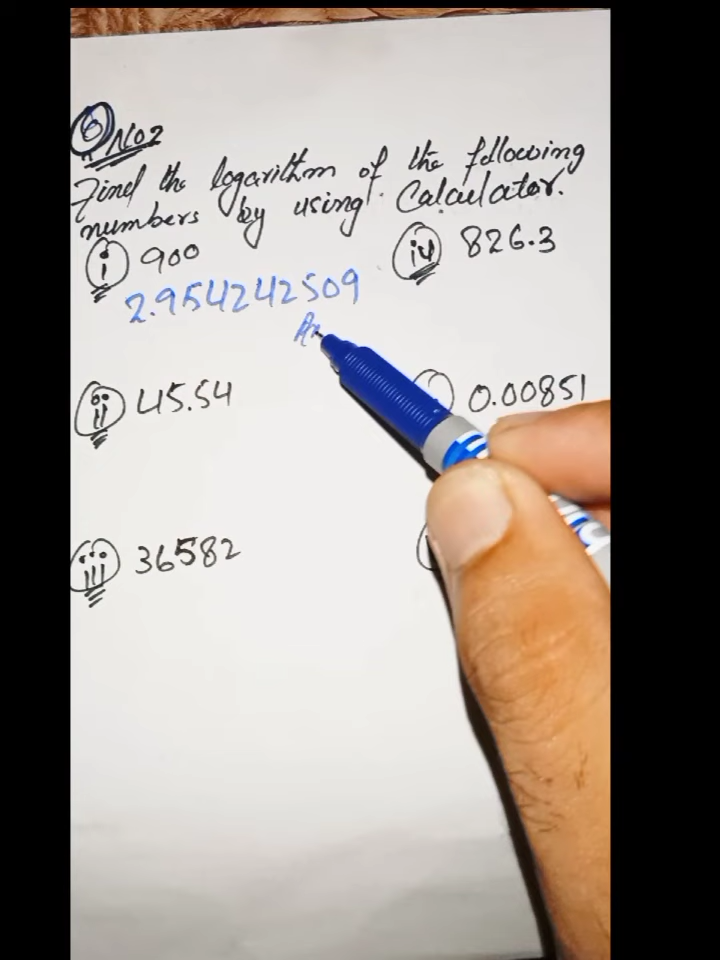 Q NO2
Find the logarithm of the following
numbers by using Calculator.
i 900
2.954242509
An
iv 826.3
ii 45.54
0.00851
iii 36582